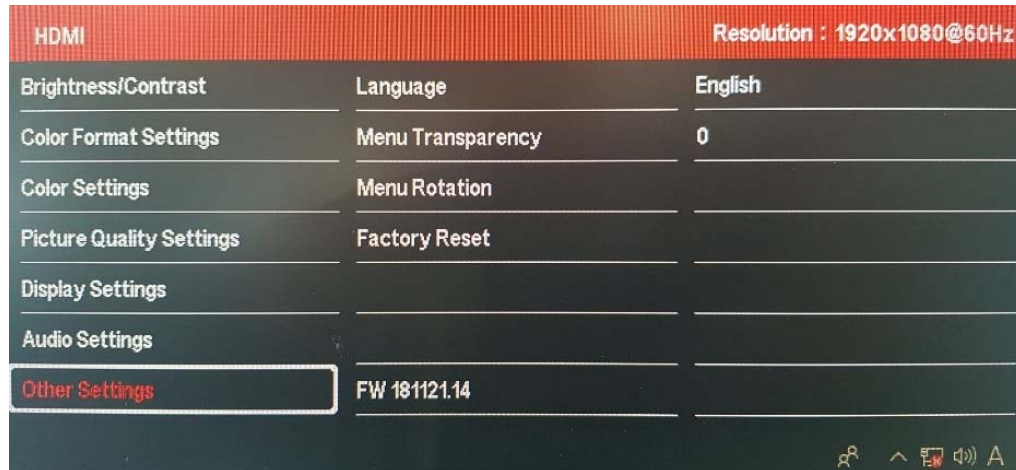 HDMI Resolution : 1920x1080@60Hz
Brightness/Contrast Language English
Color Format Settings Menu Transparency 0
Color Settings Menu Rotation
Picture Quality Settings Factory Reset
Display Settings
Audio Settings
Other Settings FW 181121.14
A